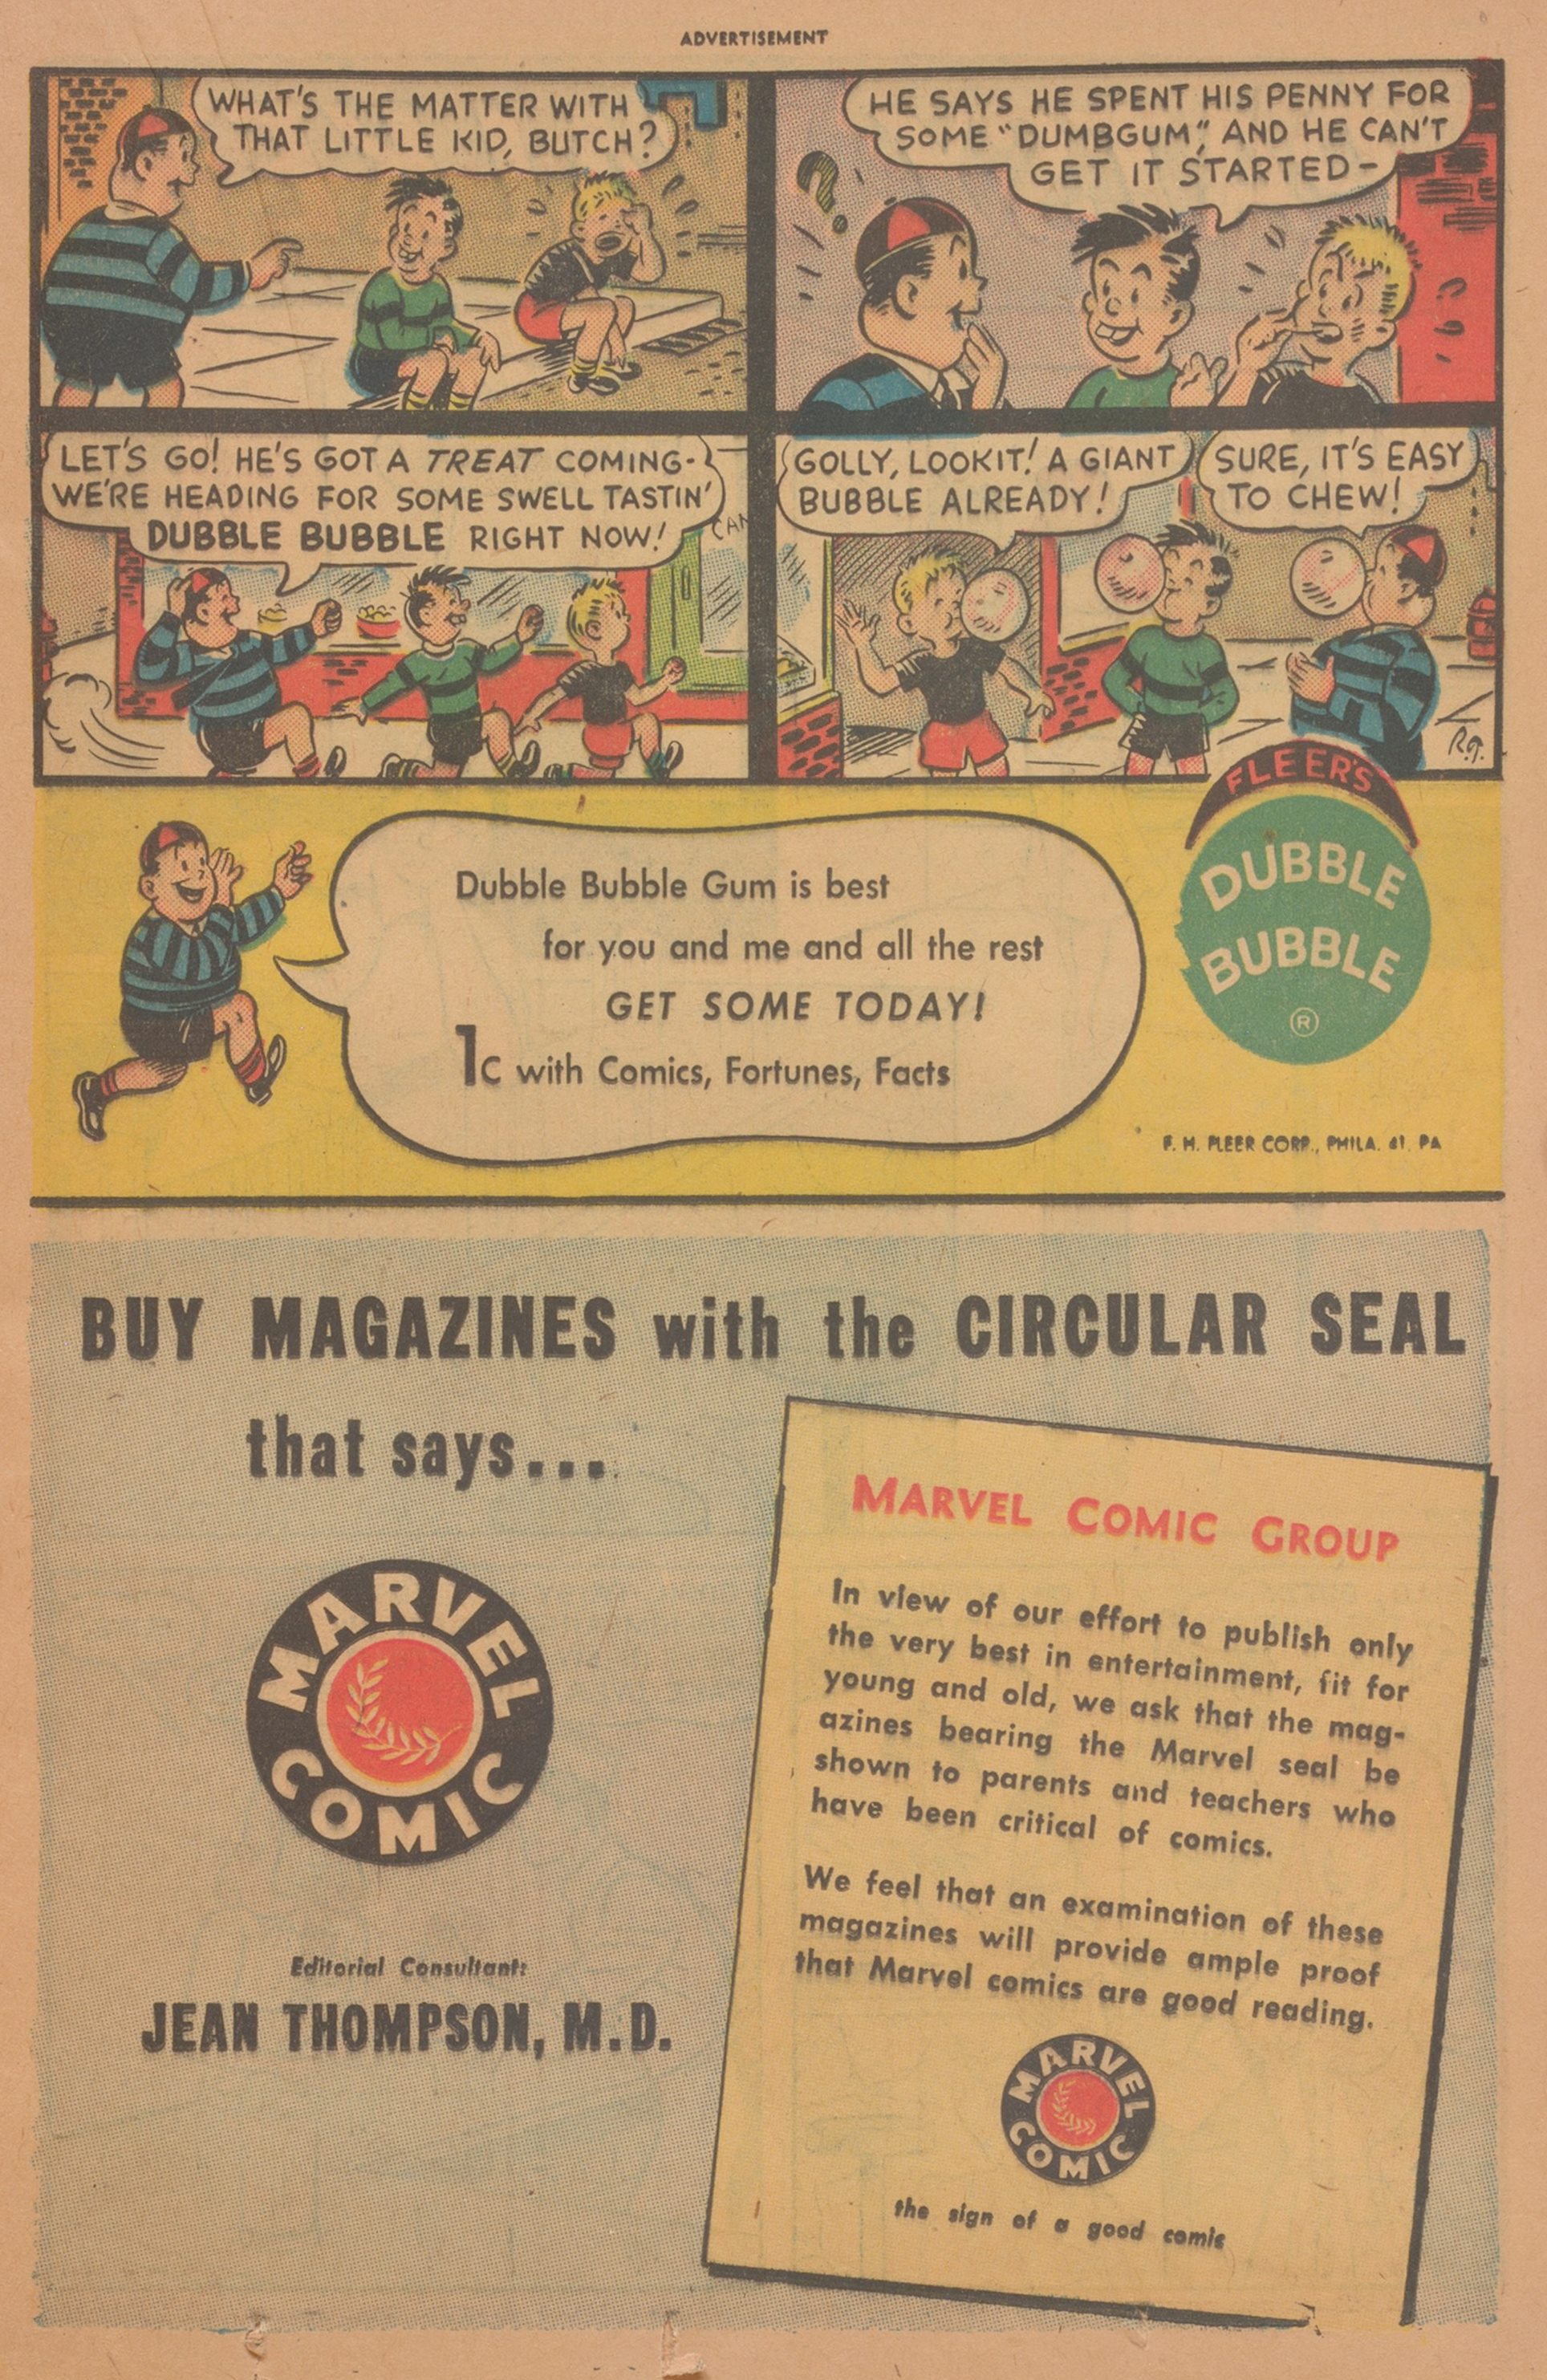 ADVERTISEMENT
WHAT'S THE MATTER WITH
THAT LITTLE KID, BUTCH?
HE SAYS HE SPENT HIS PENNY FOR
SOME "DUMBGUM", AND HE CAN'T
GET IT STARTED-
LET'S GO! HE'S GOT A TREAT COMING-
WE'RE HEADING FOR SOME SWELL TASTIN'
DUBBLE BUBBLE RIGHT NOW!
CAN
GOLLY, LOOKIT! A GIANT
BUBBLE ALREADY!
SURE, IT'S EASY
TO CHEW!
FLEER'S
DUBBLE
BUBBLE
®
Dubble Bubble Gum is best
for you and me and all the rest
GET SOME TODAY!
1c with Comics, Fortunes, Facts
F. H. FLEER CORP., PHILA. 41, PA
BUY MAGAZINES with the CIRCULAR SEAL
that says...
MARVEL
COMIC
Editorial Consultant:
JEAN THOMPSON, M.D.
MARVEL COMIC GROUP
In view of our effort to publish only
the very best in entertainment, fit for
young and old, we ask that the mag-
azines bearing the Marvel seal be
shown to parents and teachers who
have been critical of comics.
We feel that an examination of these
magazines will provide ample proof
that Marvel comics are good reading.
MARVEL
COMIC
the sign of a good comic